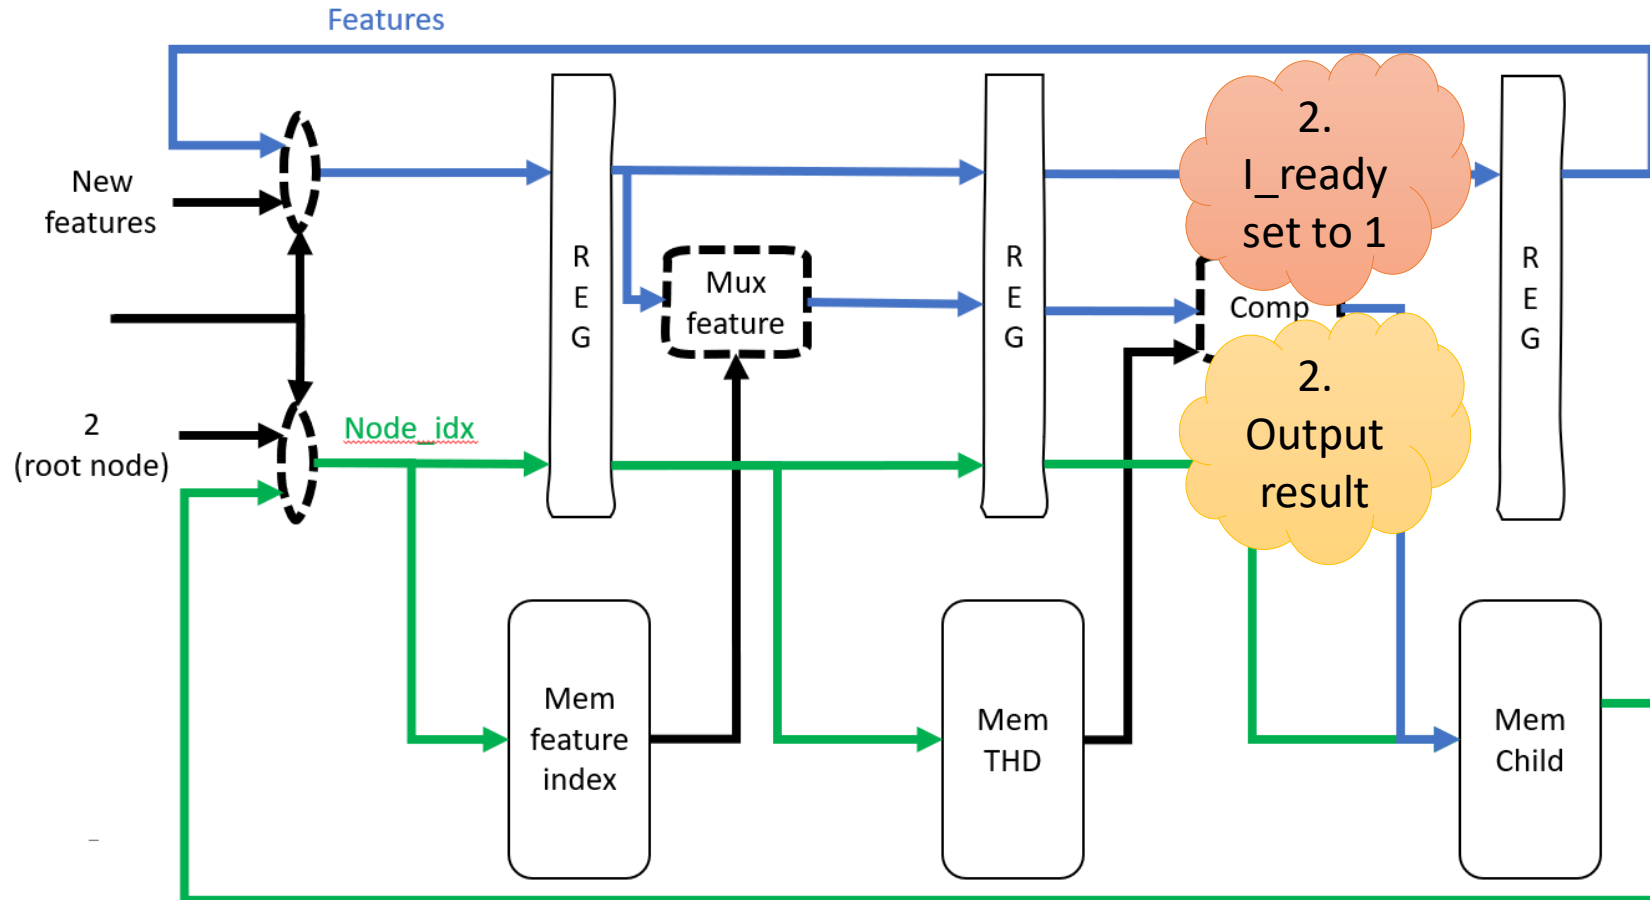 Features
New
features
2
(root node)
Node_idx
R
E
G
Mux
feature
R
E
G
2.
I_ready
set to 1
Comp
2.
Output
result
R
E
G
Mem
feature
index
Mem
THD
Mem
Child
_